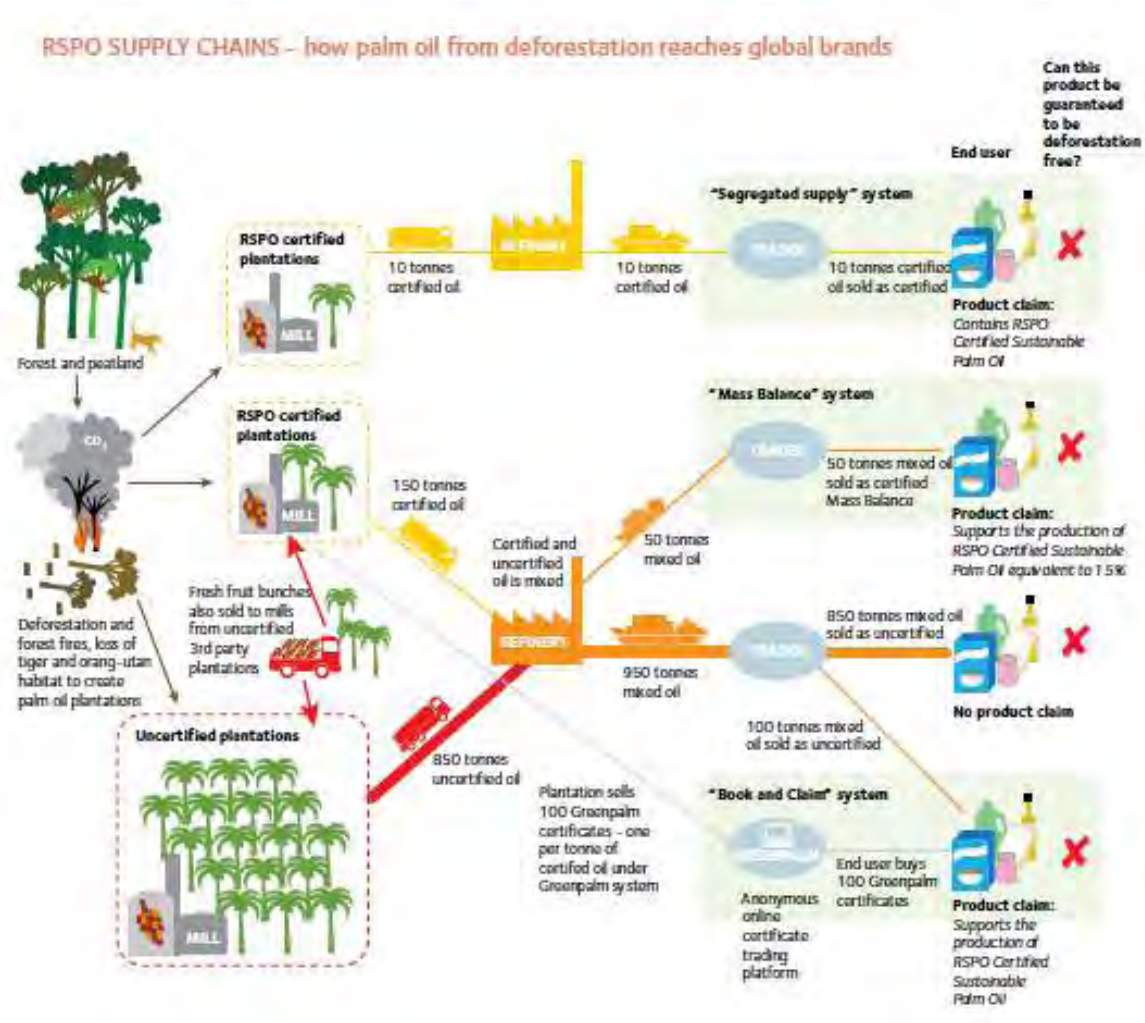 RSPO SUPPLY CHAINS – how palm oil from deforestation reaches global brands
Can this
product be
guaranteed
to be
deforestation
free?
End user
"Segregated supply" system
RSPO certified
plantations
MILL
10 tonnes
certified oil
REFINERY
10 tonnes
certified oil
TRADER
10 tonnes certified
oil sold as certified
Product claim:
Contains RSPO
Certified Sustainable
Palm Oil
Forest and peatland
CO₂
Deforestation and
forest fires, loss of
tiger and orang-utan
habitat to create
palm oil plantations
RSPO certified
plantations
MILL
150 tonnes
certified oil
Fresh fruit bunches
also sold to mills
from uncertified
3rd party
plantations
Certified and
uncertified
oil is mixed
REFINERY
50 tonnes
mixed oil
"Mass Balance" system
TRADER
50 tonnes mixed oil
sold as certified
Mass Balance
Product claim:
Supports the production of
RSPO Certified Sustainable
Palm Oil equivalent to 15%
950 tonnes
mixed oil
TRADER
850 tonnes mixed oil
sold as uncertified
No product claim
100 tonnes mixed
oil sold as uncertified
Uncertified plantations
MILL
850 tonnes
uncertified oil
Plantation sells
100 Greenpalm
certificates - one
per tonne of
certifed oil under
Greenpalm system
"Book and Claim" system
Anonymous
online
certificate
trading
platform
End user buys
100 Greenpalm
certificates
Product claim:
Supports the
production of
RSPO Certified
Sustainable
Palm Oil